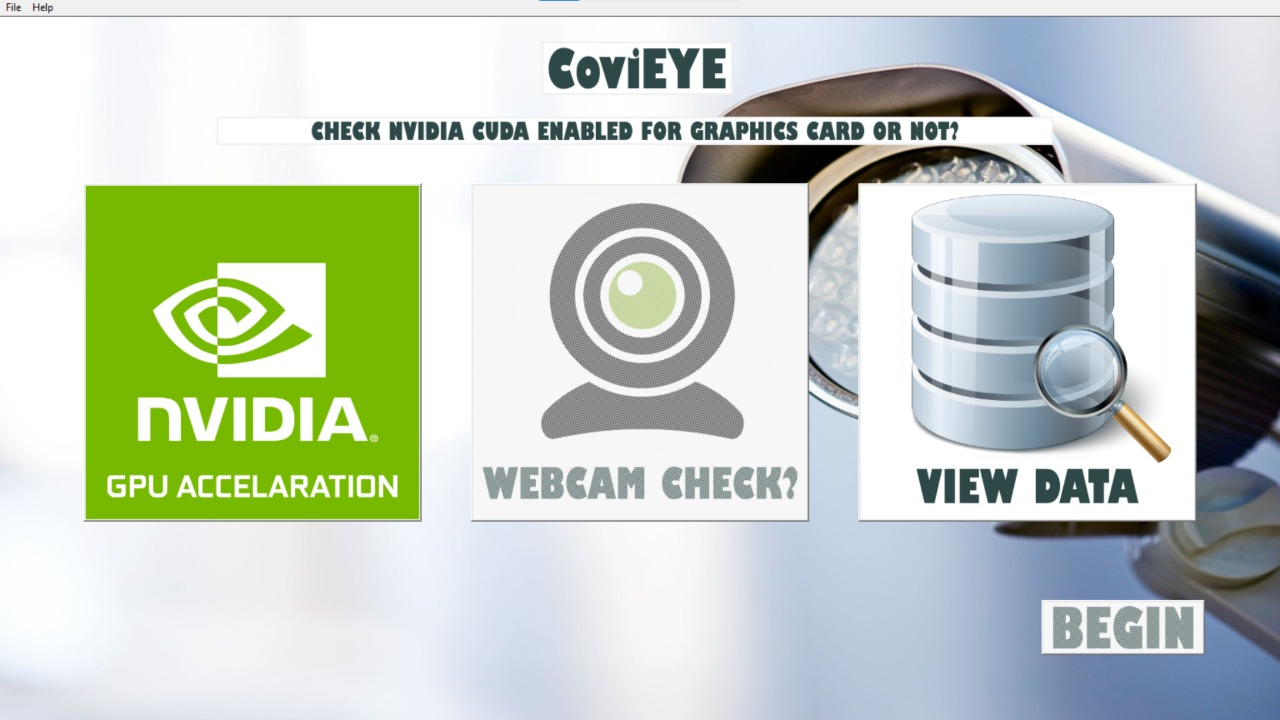 File Help
CoviEYE
CHECK NVIDIA CUDA ENABLED FOR GRAPHICS CARD OR NOT?
nVIDIA®
GPU ACCELARATION
WEBCAM CHECK?
VIEW DATA
BEGIN